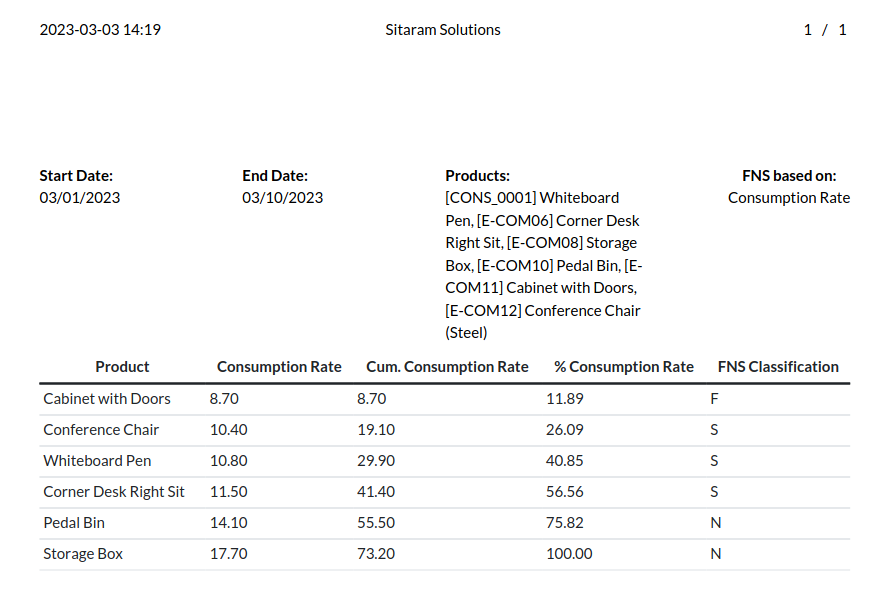 2023-03-03 14:19 Sitaram Solutions 1 / 1
Start Date: End Date: Products: FNS based on:
03/01/2023 03/10/2023 [CONS_0001] Whiteboard Consumption Rate
Pen, [E-COM06] Corner Desk
Right Sit, [E-COM08] Storage
Box, [E-COM10] Pedal Bin, [E-
COM11] Cabinet with Doors,
[E-COM12] Conference Chair
(Steel)
Product Consumption Rate Cum. Consumption Rate % Consumption Rate FNS Classification
Cabinet with Doors 8.70 8.70 11.89 F
Conference Chair 10.40 19.10 26.09 S
Whiteboard Pen 10.80 29.90 40.85 S
Corner Desk Right Sit 11.50 41.40 56.56 S
Pedal Bin 14.10 55.50 75.82 N
Storage Box 17.70 73.20 100.00 N